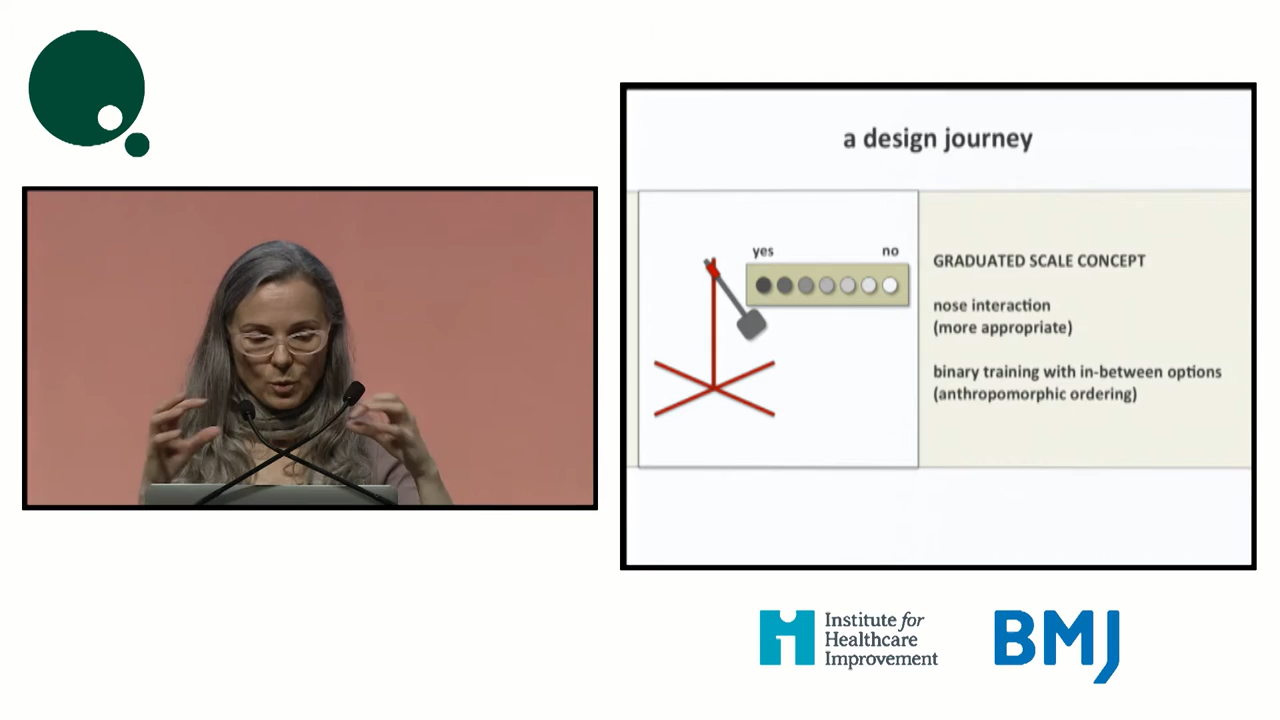 a design journey
yes
no
GRADUATED SCALE CONCEPT
nose interaction
(more appropriate)
binary training with in-between options
(anthropomorphic ordering)
Institute for
Healthcare
Improvement
BMJ